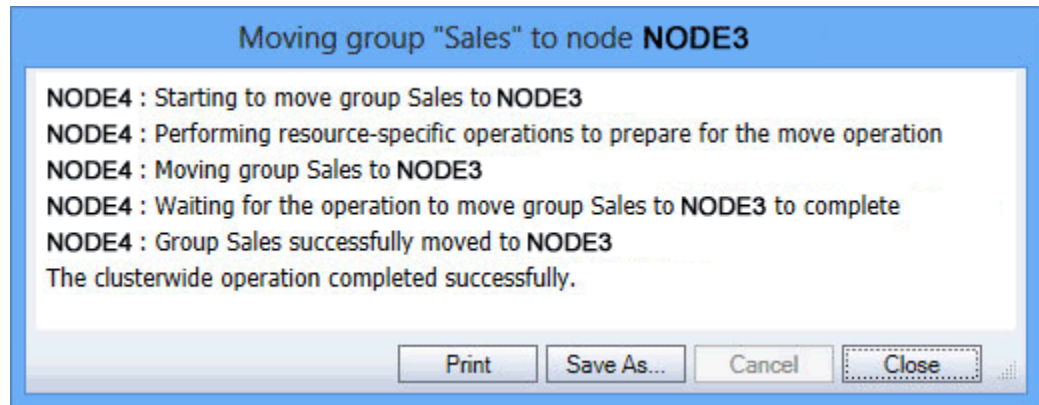 Moving group "Sales" to node NODE3
NODE4 : Starting to move group Sales to NODE3
NODE4 : Performing resource-specific operations to prepare for the move operation
NODE4 : Moving group Sales to NODE3
NODE4 : Waiting for the operation to move group Sales to NODE3 to complete
NODE4 : Group Sales successfully moved to NODE3
The clusterwide operation completed successfully.
Print Save As... Cancel Close